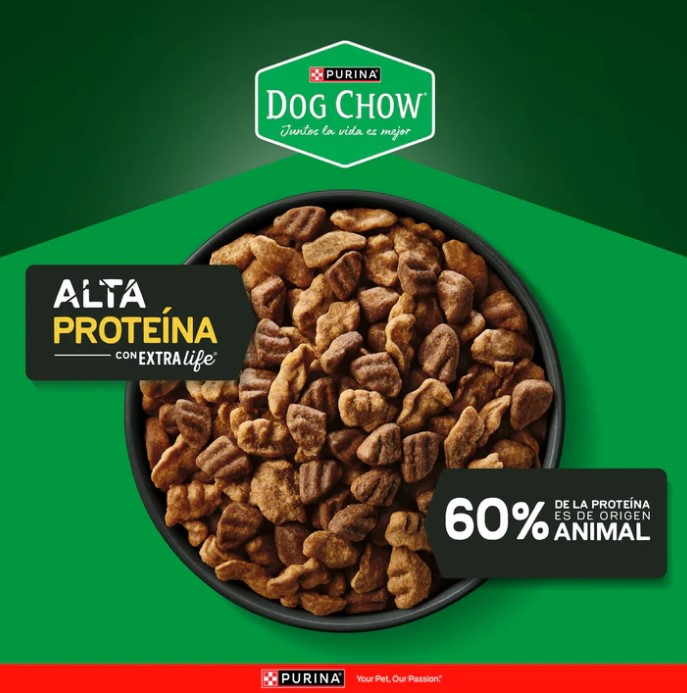 PURINA®
DOG CHOW®
Juntos la vida es mejor
ALTA
PROTEÍNA
CON EXTRA life®
60%
DE LA PROTEÍNA
ES DE ORIGEN
ANIMAL
PURINA® Your Pet, Our Passion.®